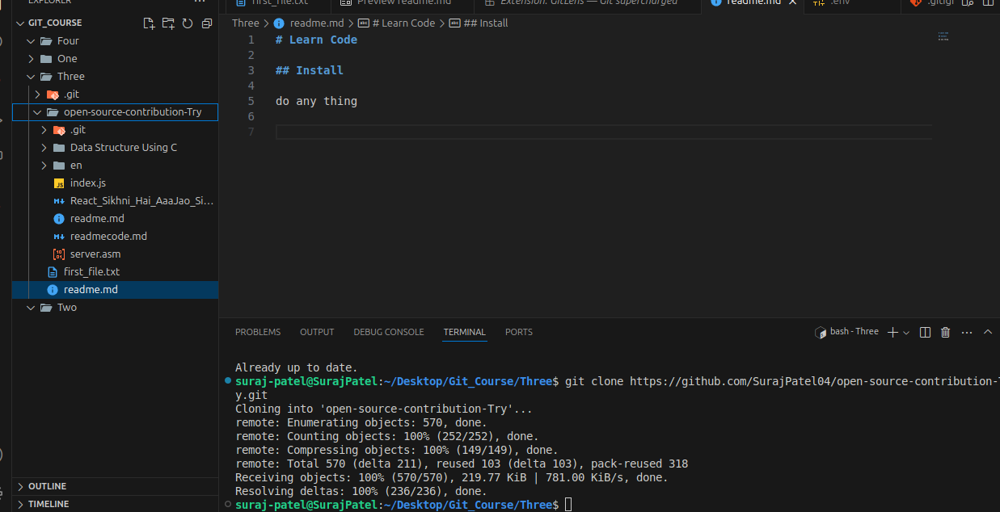 EXPLORER
first_file.txt
Preview readme.md
Extension: GitLens — Git supercharged
readme.md
.env
GIT_COURSE
Four
One
Three
.git
open-source-contribution-Try
.git
Data Structure Using C
en
index.js
React_Sikhni_Hai_AaaJao_Si...
readme.md
readmecode.md
server.asm
first_file.txt
readme.md
Two
OUTLINE
TIMELINE
Three > readme.md > # Learn Code > ## Install
1 # Learn Code
2
3 ## Install
4
5 do any thing
6
7
PROBLEMS OUTPUT DEBUG CONSOLE TERMINAL PORTS
bash - Three
Already up to date.
suraj-patel@SurajPatel:~/Desktop/Git_Course/Three$ git clone https://github.com/SurajPatel04/open-source-contribution-
y.git
Cloning into 'open-source-contribution-Try'...
remote: Enumerating objects: 570, done.
remote: Counting objects: 100% (252/252), done.
remote: Compressing objects: 100% (149/149), done.
remote: Total 570 (delta 211), reused 103 (delta 103), pack-reused 318
Receiving objects: 100% (570/570), 219.77 KiB | 781.00 KiB/s, done.
Resolving deltas: 100% (236/236), done.
suraj-patel@SurajPatel:~/Desktop/Git_Course/Three$